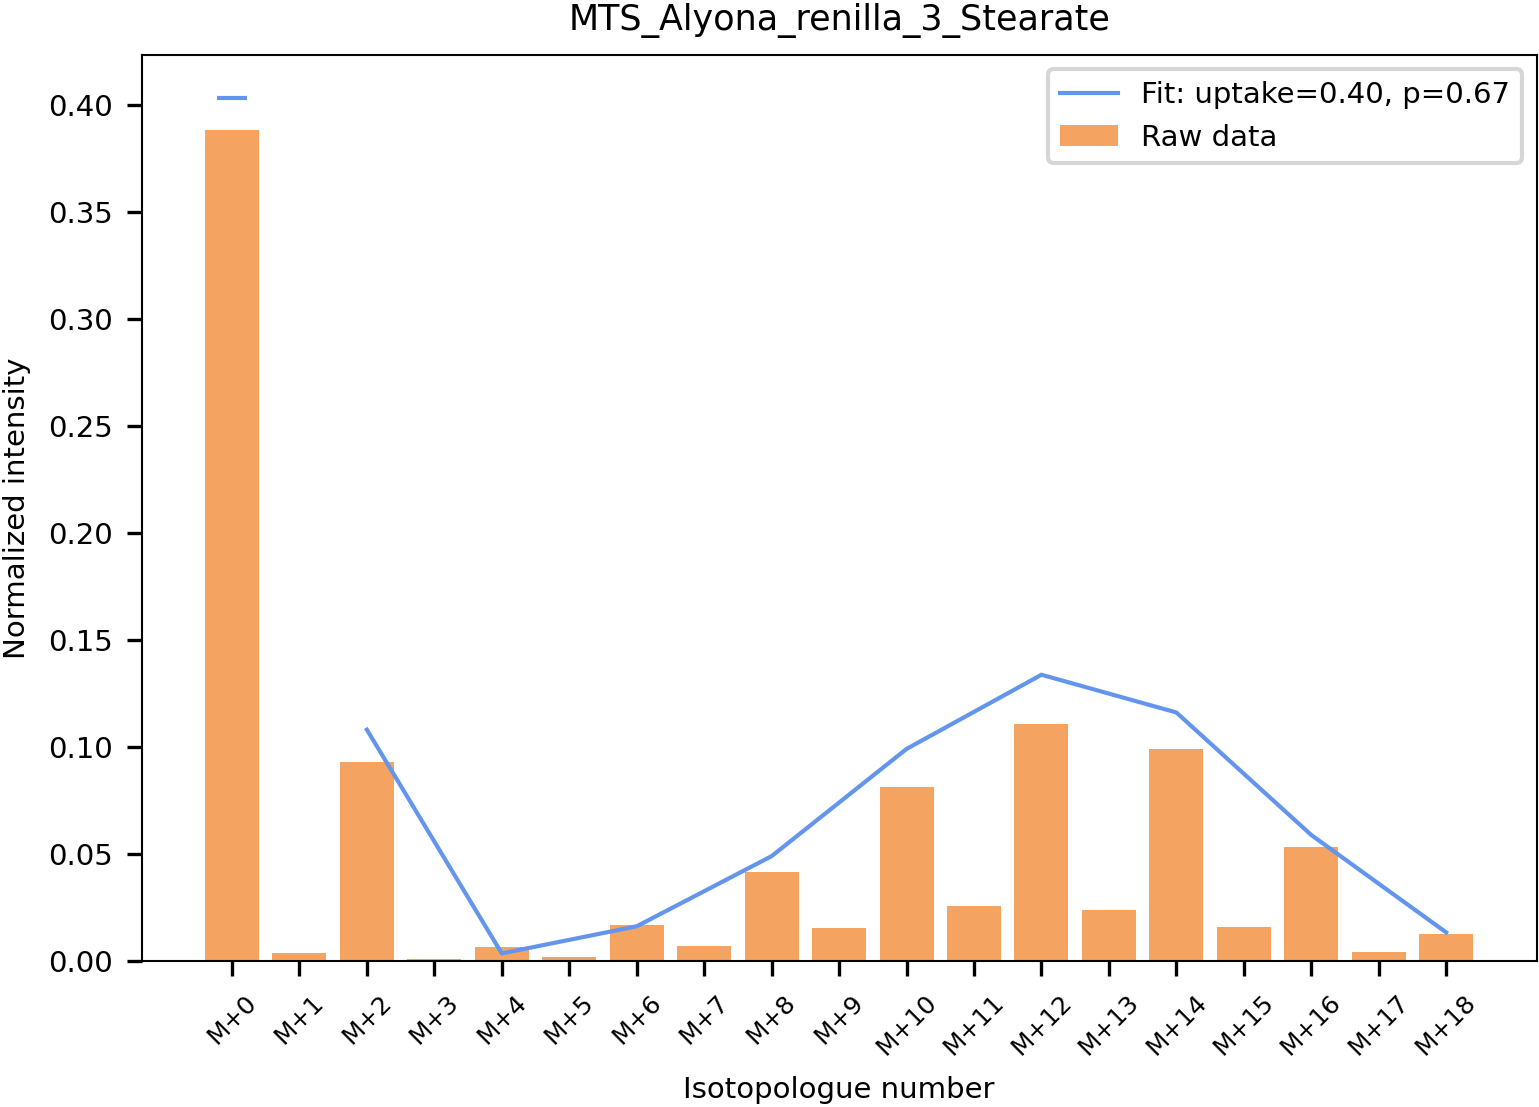 MTS_Alyona_renilla_3_Stearate
Fit: uptake=0.40, p=0.67
Raw data
Normalized intensity
0.40
0.35
0.30
0.25
0.20
0.15
0.10
0.05
0.00
M+0 M+1 M+2 M+3 M+4 M+5 M+6 M+7 M+8 M+9 M+10 M+11 M+12 M+13 M+14 M+15 M+16 M+17 M+18
Isotopologue number